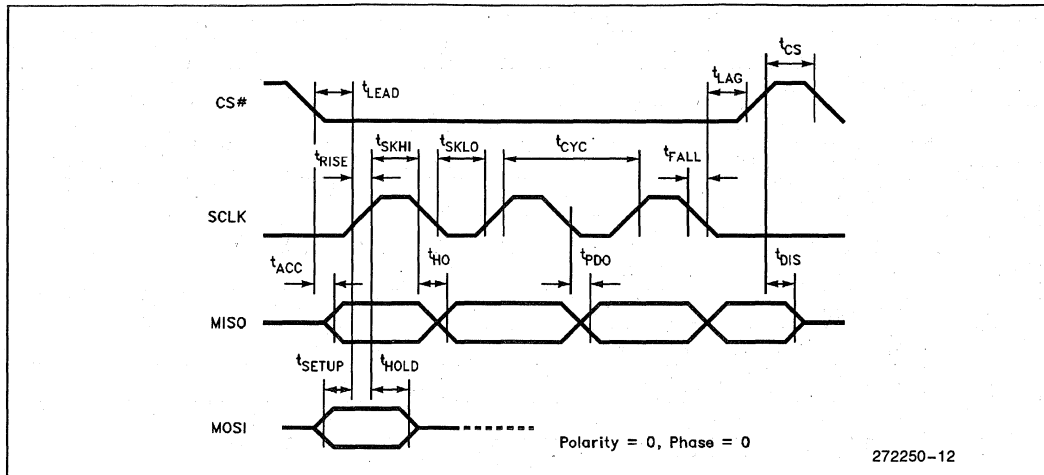 tCS
tLAG
tLEAD
CS#
tSKHI tSKLO tCYC
tRISE tFALL
SCLK
tACC tHO tPDO tDIS
MISO
tSETUP tHOLD
MOSI
Polarity = 0, Phase = 0
272250-12